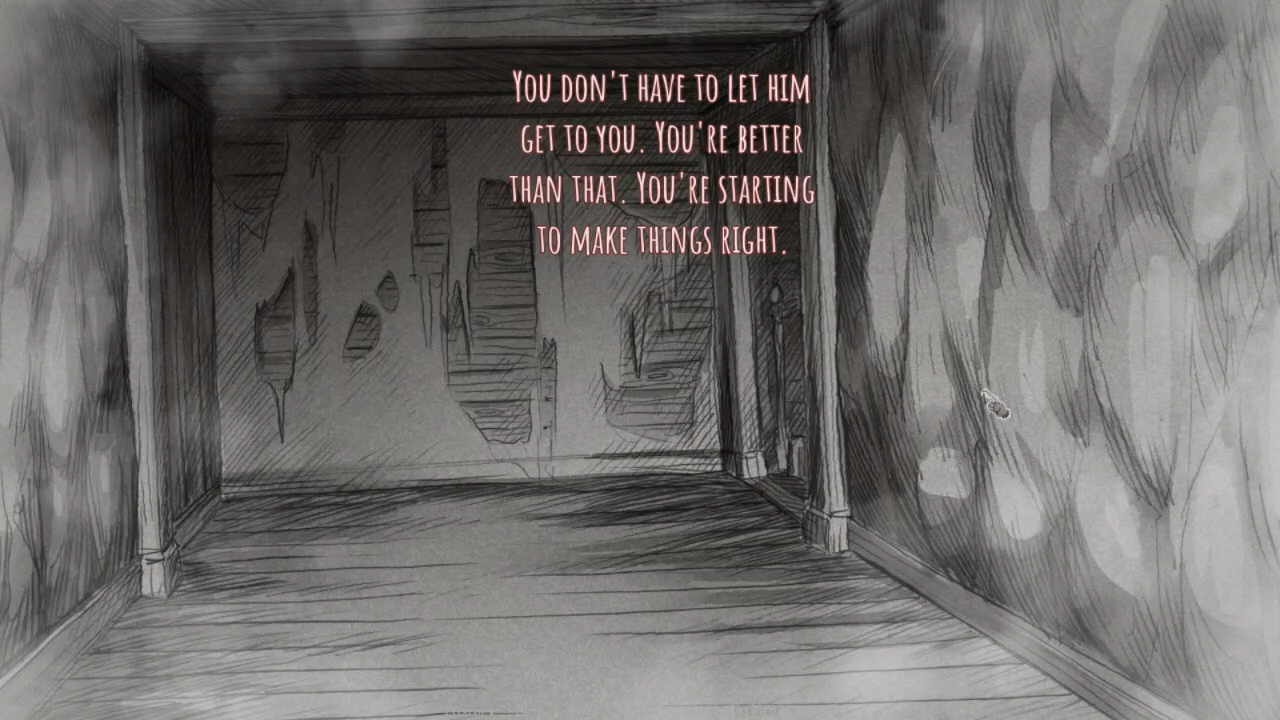 You don't have to let him
get to you. You're better
than that. You're starting
to make things right.